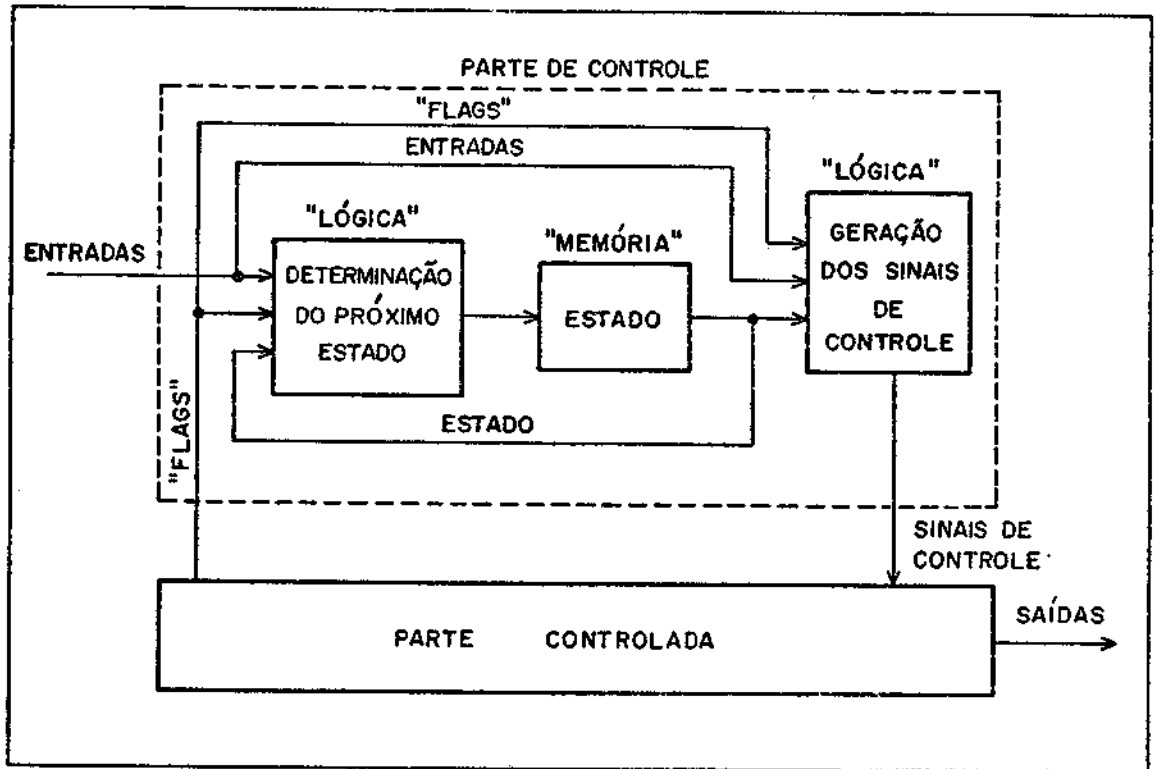 PARTE DE CONTROLE
"FLAGS"
ENTRADAS
"LÓGICA"
"LÓGICA"
"MEMÓRIA"
ENTRADAS
DETERMINAÇÃO
DO PRÓXIMO
ESTADO
ESTADO
GERAÇÃO
DOS SINAIS
DE
CONTROLE
ESTADO
"FLAGS"
SINAIS DE
CONTROLE
PARTE CONTROLADA
SAÍDAS